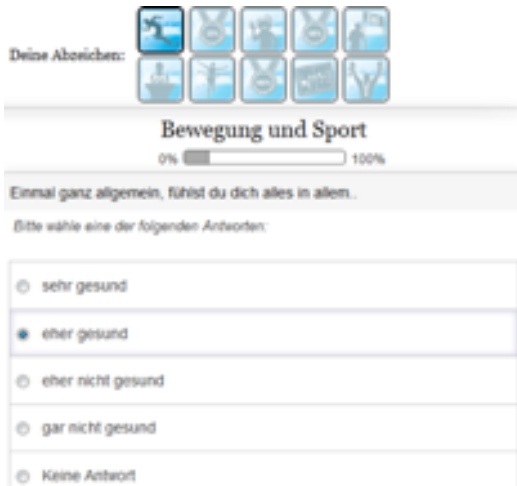 Deine Abzeichen:
Bewegung und Sport
0% 100%
Einmal ganz allgemein, fühlst du dich alles in allem..
Bitte wähle eine der folgenden Antworten:
sehr gesund
eher gesund
eher nicht gesund
gar nicht gesund
Keine Antwort